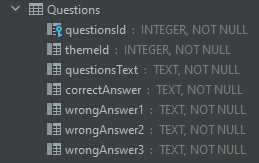 Questions
questionsId : INTEGER, NOT NULL
themeId : INTEGER, NOT NULL
questionsText : TEXT, NOT NULL
correctAnswer : TEXT, NOT NULL
wrongAnswer1 : TEXT, NOT NULL
wrongAnswer2 : TEXT, NOT NULL
wrongAnswer3 : TEXT, NOT NULL